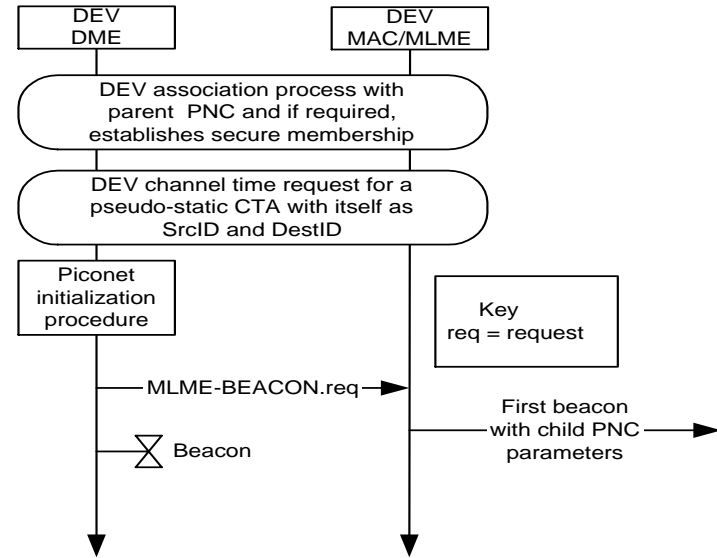 DEV
DME
DEV
MAC/MLME
DEV association process with
parent PNC and if required,
establishes secure membership
DEV channel time request for a
pseudo-static CTA with itself as
SrcID and DestID
Piconet
initialization
procedure
Key
req = request
MLME-BEACON.req
First beacon
with child PNC
parameters
Beacon